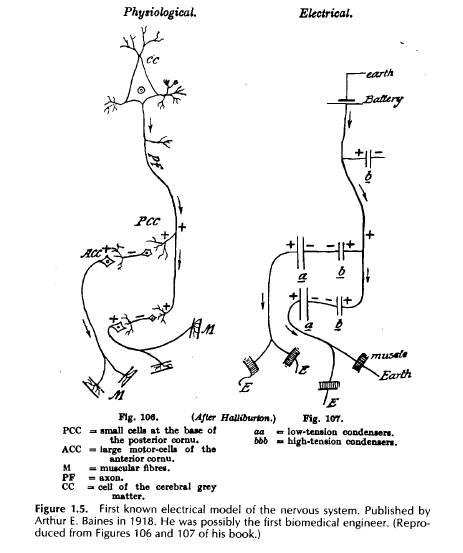 Physiological.
Electrical.
CC
PF
PCC
ACC
+
-
+
+
-
+
M
M
earth
Battery
+ -
b
+
+ - - +
a
b
+ - - +
a
b
E
E
E
muscle
Earth
Fig. 106.
(After Halliburton.)
Fig. 107.
PCC = small cells at the base of
the posterior cornu.
ACC = large motor-cells of the
anterior cornu.
M = muscular fibres.
PF = axon.
CC = cell of the cerebral grey
matter.
aa = low-tension condensers.
bbb = high-tension condensers.
Figure 1.5. First known electrical model of the nervous system. Published by
Arthur E. Baines in 1918. He was possibly the first biomedical engineer. (Repro-
duced from Figures 106 and 107 of his book.)